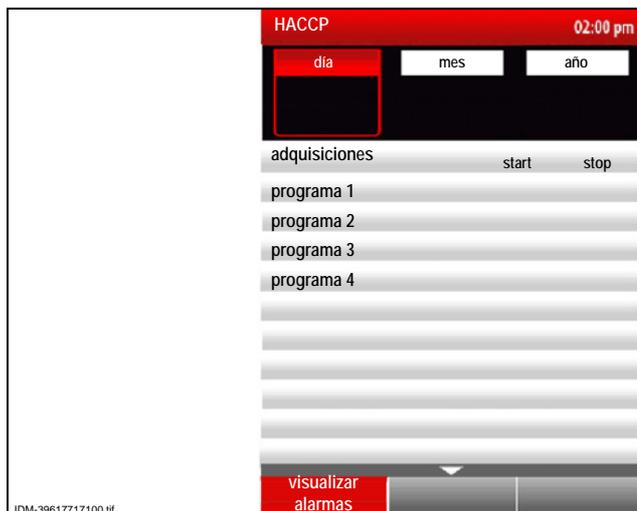 HACCP 02:00 pm
día mes año
adquisiciones start stop
programa 1
programa 2
programa 3
programa 4
visualizar
alarmas
IDM-39617717100.tif